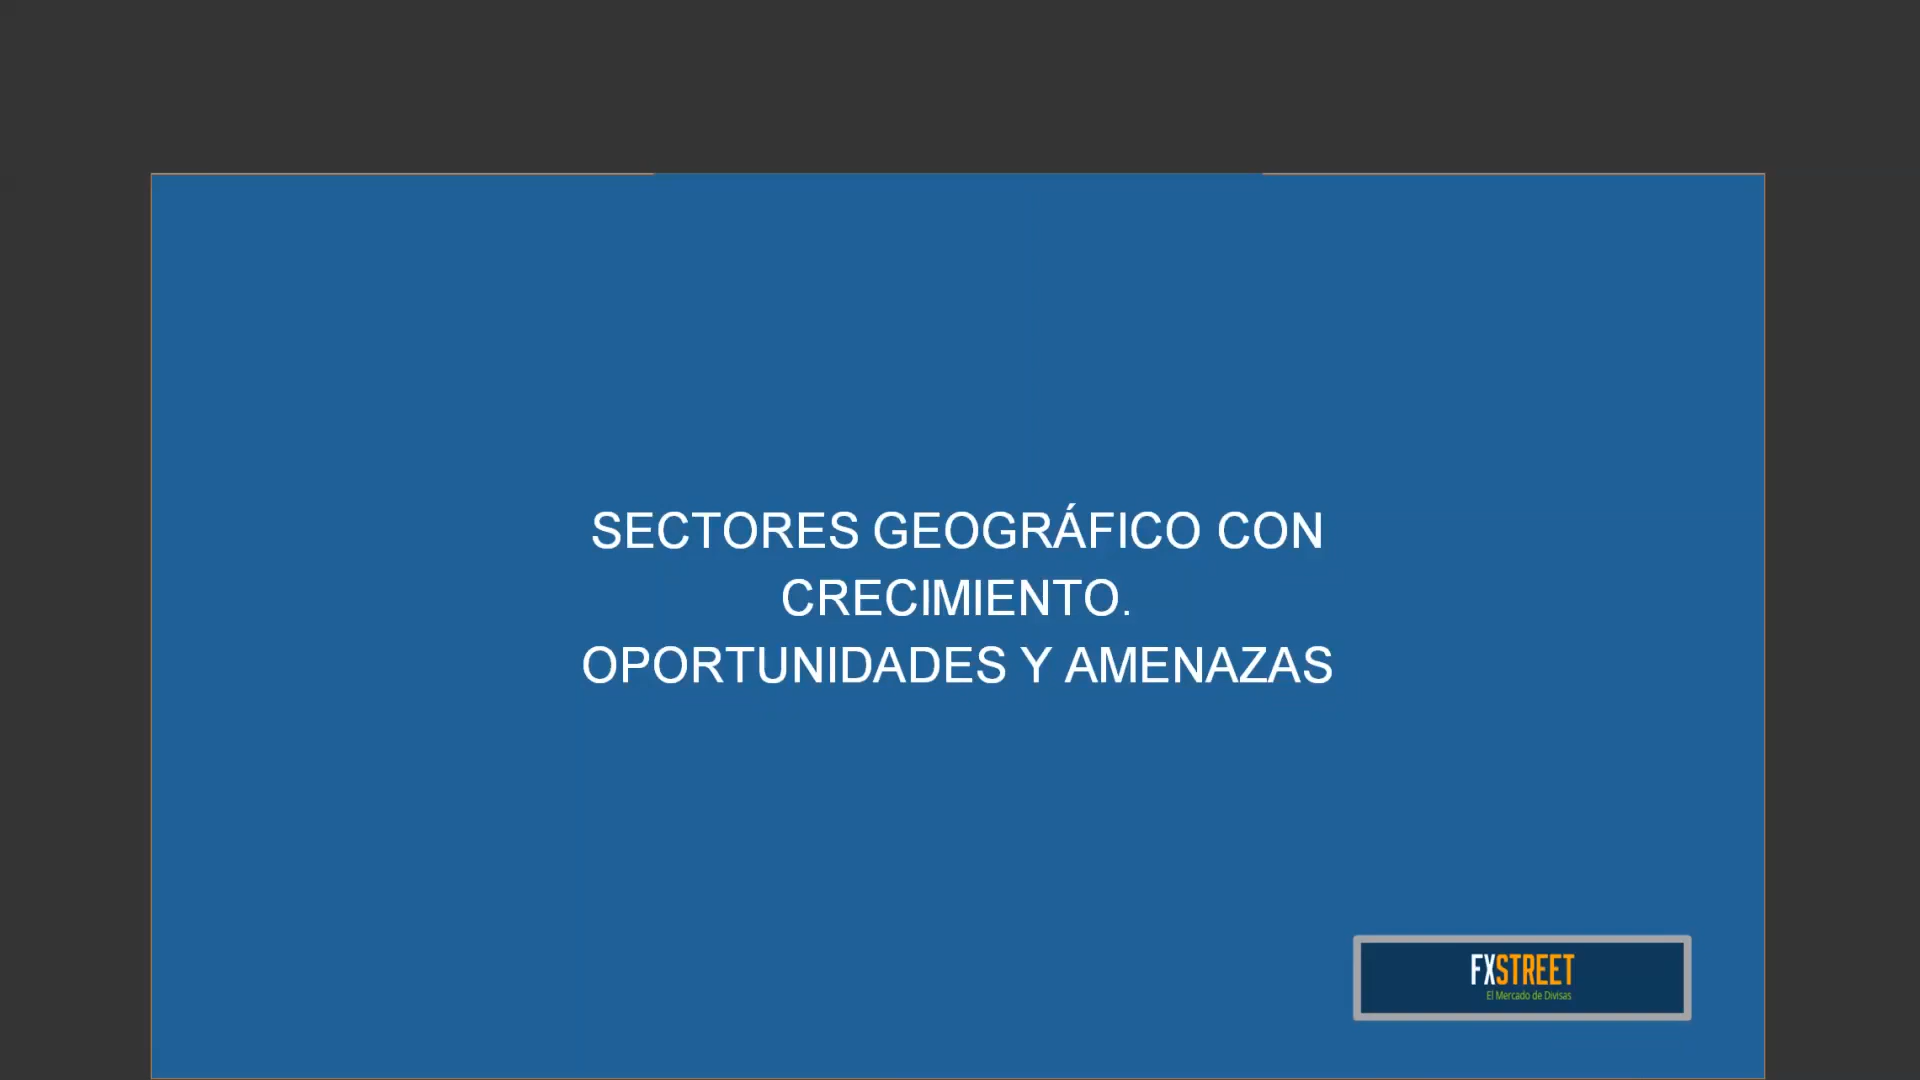 SECTORES GEOGRÁFICO CON
CRECIMIENTO.
OPORTUNIDADES Y AMENAZAS
FXSTREET
El Mercado de Divisas